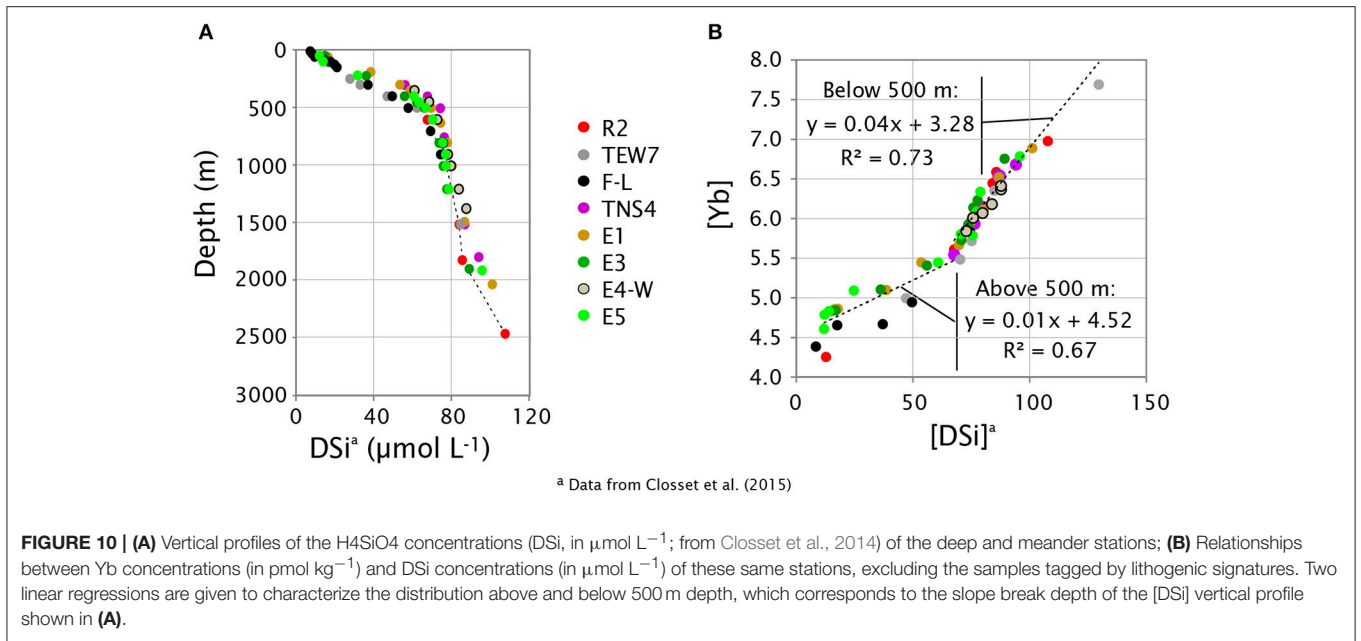 A
0
500
1000
1500
2000
2500
3000
Depth (m)
0 40 80 120
DSiᵃ (µmol L⁻¹)
R2
TEW7
F-L
TNS4
E1
E3
E4-W
E5
B
8.0
7.5
7.0
6.5
6.0
5.5
5.0
4.5
4.0
[Yb]
Below 500 m:
y = 0.04x + 3.28
R² = 0.73
Above 500 m:
y = 0.01x + 4.52
R² = 0.67
0 50 100 150
[DSi]ᵃ
ᵃ Data from Closset et al. (2015)
FIGURE 10 | (A) Vertical profiles of the H4SiO4 concentrations (DSi, in µmol L−1; from Closset et al., 2014) of the deep and meander stations; (B) Relationships
between Yb concentrations (in pmol kg−1) and DSi concentrations (in µmol L−1) of these same stations, excluding the samples tagged by lithogenic signatures. Two
linear regressions are given to characterize the distribution above and below 500 m depth, which corresponds to the slope break depth of the [DSi] vertical profile
shown in (A).